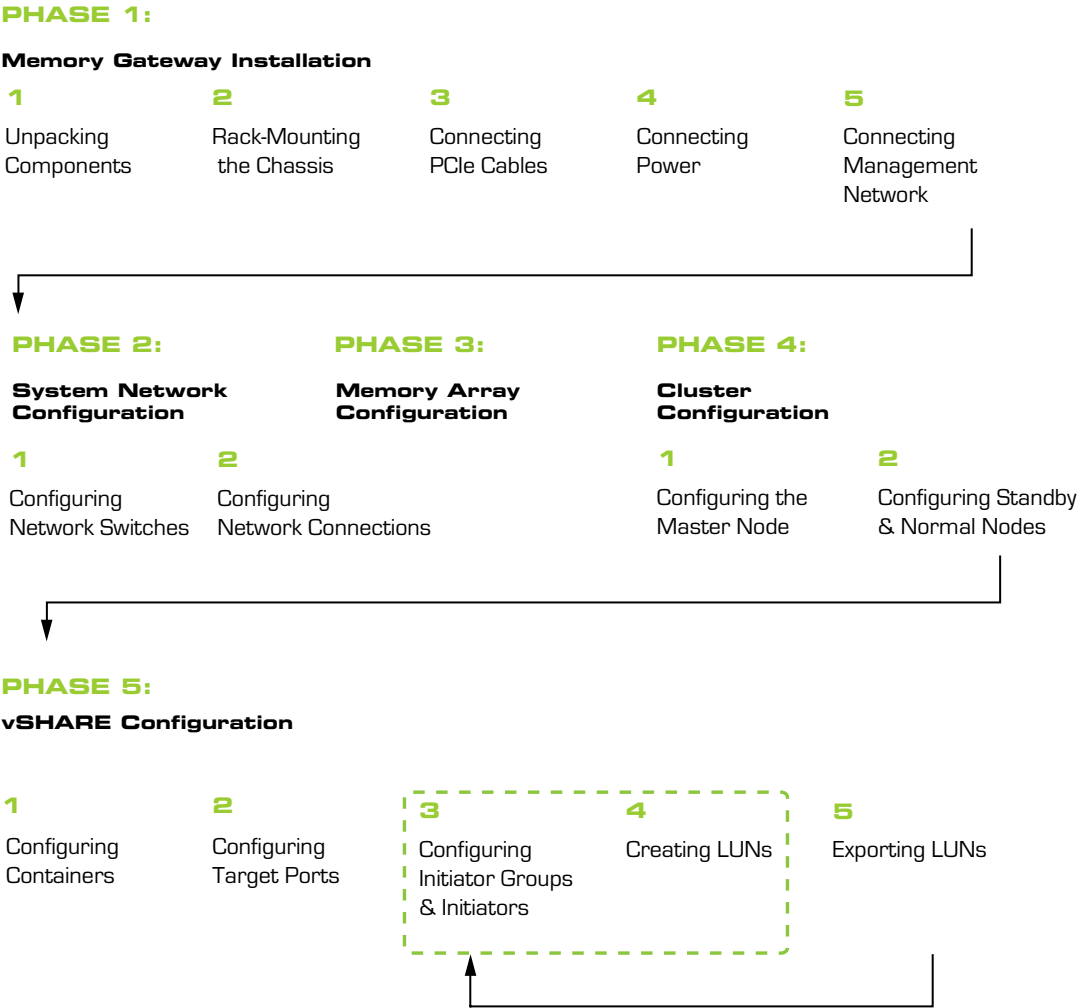 PHASE 1:
Memory Gateway Installation
1
Unpacking
Components
2
Rack-Mounting
the Chassis
3
Connecting
PCIe Cables
4
Connecting
Power
5
Connecting
Management
Network
PHASE 2:
System Network
Configuration
1
Configuring
Network Switches
2
Configuring
Network Connections
PHASE 3:
Memory Array
Configuration
PHASE 4:
Cluster
Configuration
1
Configuring the
Master Node
2
Configuring Standby
& Normal Nodes
PHASE 5:
vSHARE Configuration
1
Configuring
Containers
2
Configuring
Target Ports
3
Configuring
Initiator Groups
& Initiators
4
Creating LUNs
5
Exporting LUNs